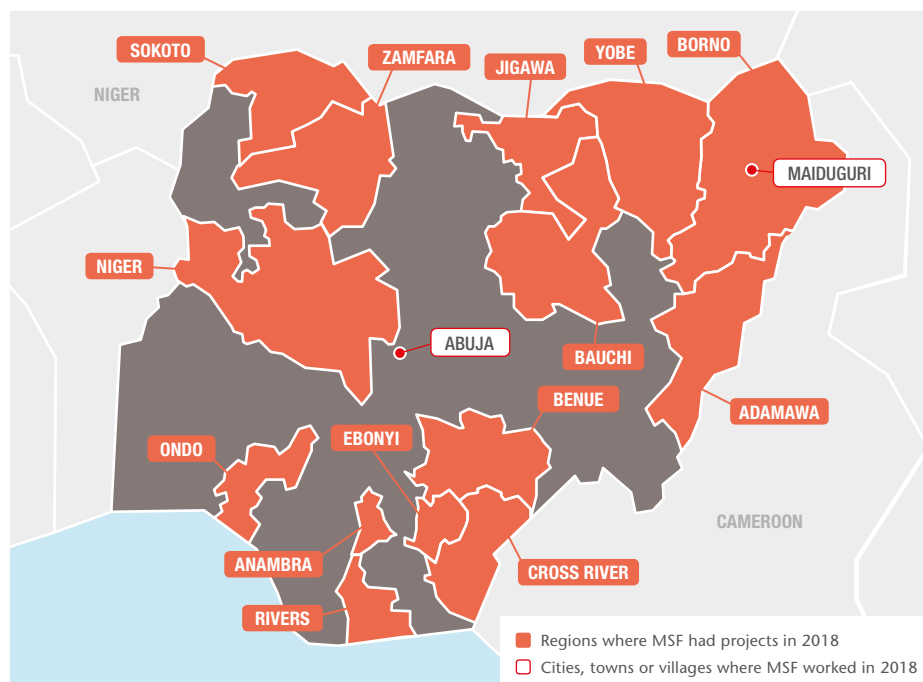 SOKOTO
ZAMFARA
JIGAWA
YOBE
BORNO
NIGER
MAIDUGURI
NIGER
ABUJA
BAUCHI
BENUE
ADAMAWA
EBONYI
ONDO
CAMEROON
ANAMBRA
CROSS RIVER
RIVERS
Regions where MSF had projects in 2018
Cities, towns or villages where MSF worked in 2018